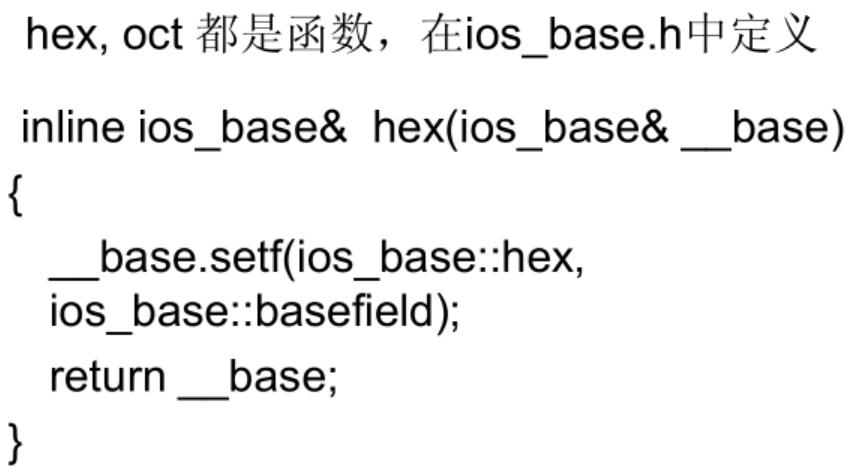 hex, oct 都是函数，在ios_base.h中定义
inline ios_base&  hex(ios_base& __base)
{
__base.setf(ios_base::hex,
ios_base::basefield);
return __base;
}